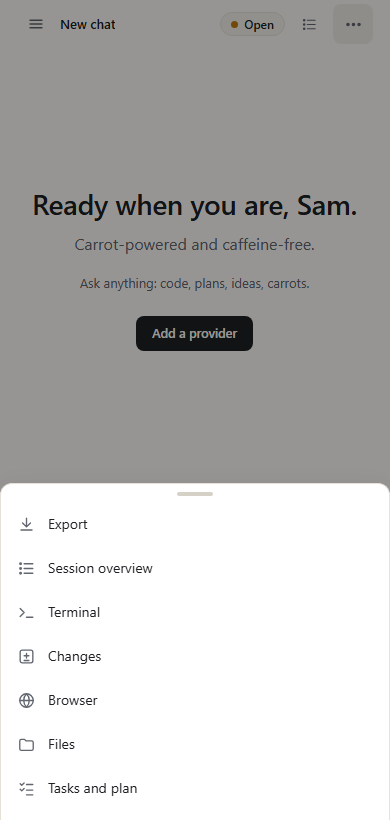 New chat
Open
Ready when you are, Sam.
Carrot-powered and caffeine-free.
Ask anything: code, plans, ideas, carrots.
Add a provider
Export
Session overview
Terminal
Changes
Browser
Files
Tasks and plan